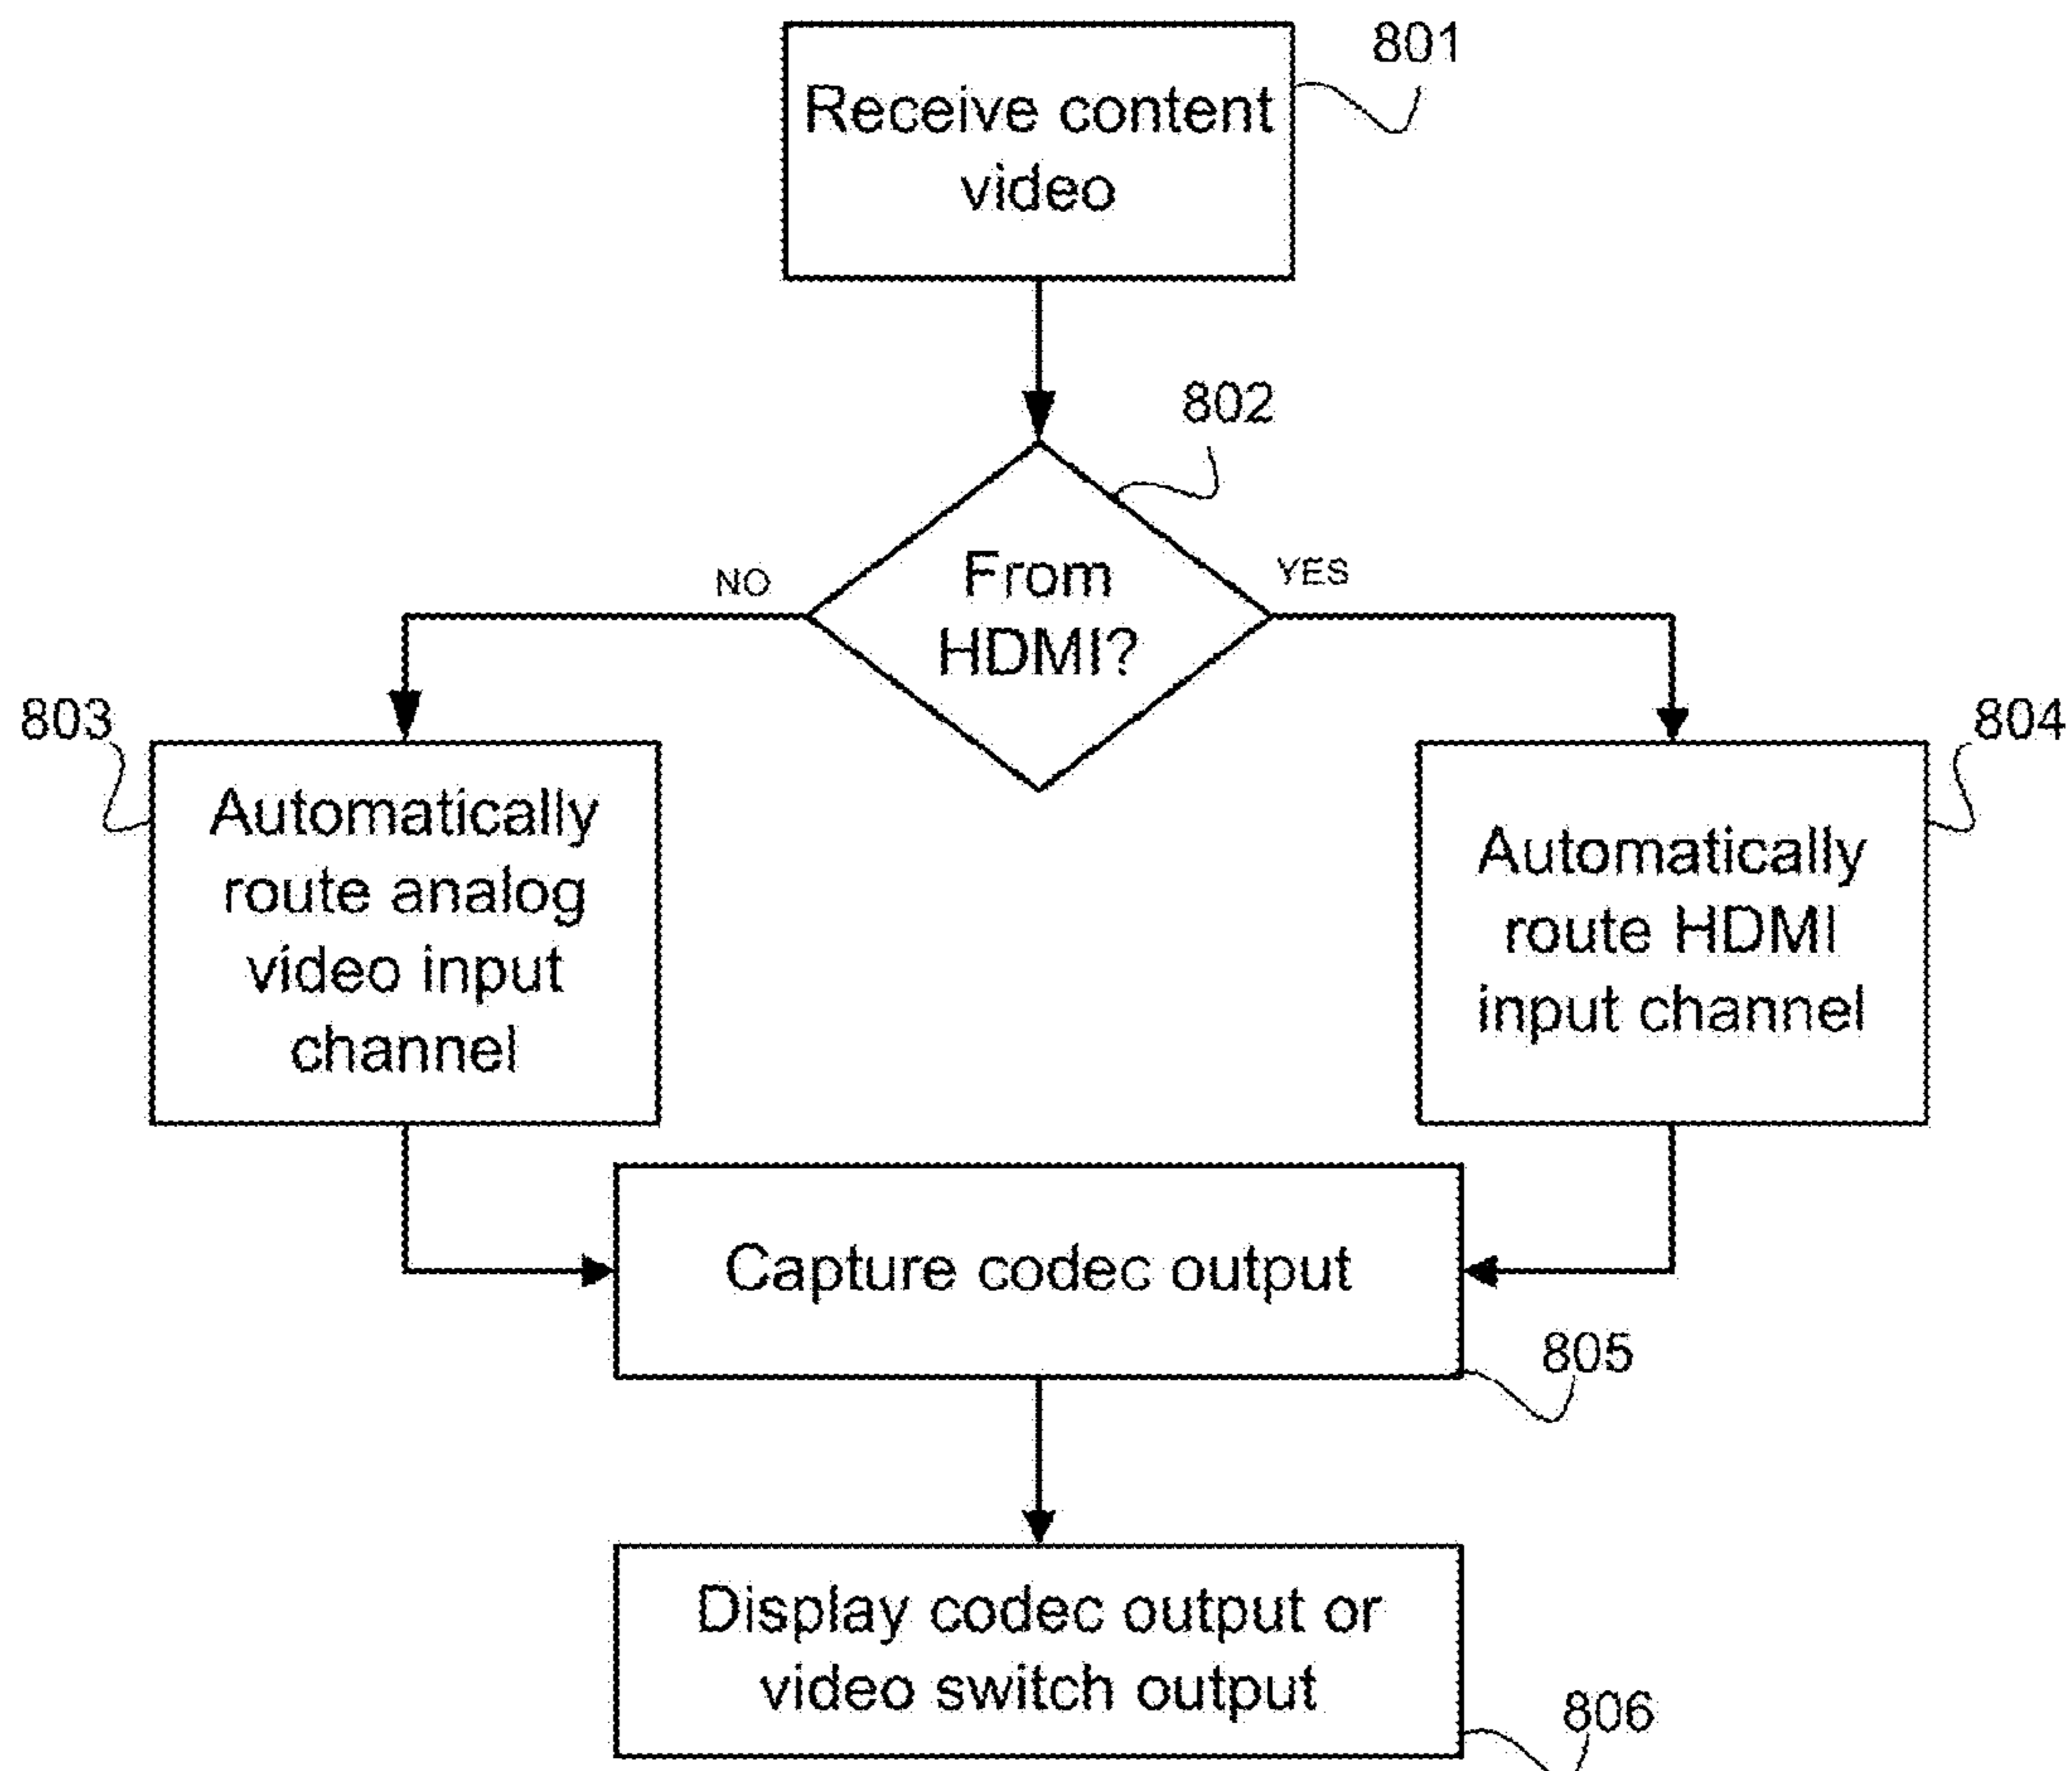 801
Receive content
video
802
From
HDMI?
NO
YES
803
Automatically
route analog
video input
channel
804
Automatically
route HDMI
input channel
Capture codec output
805
Display codec output or
video switch output
806